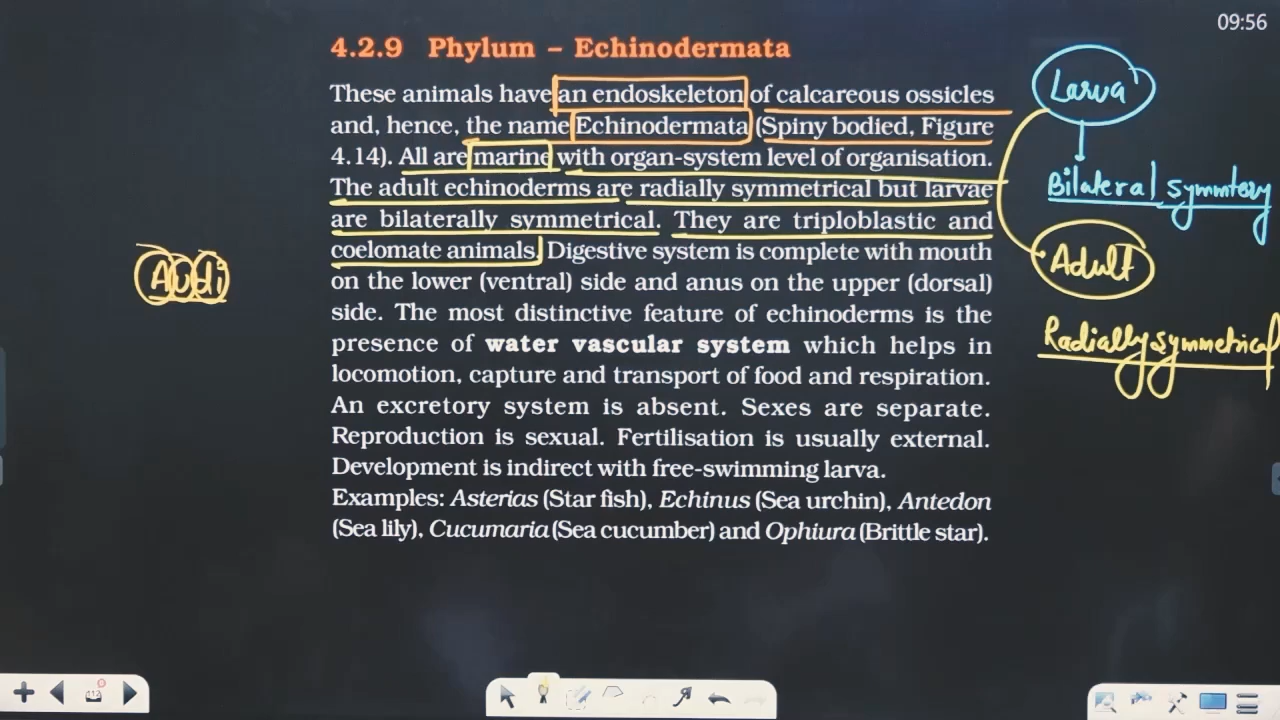 09:56
4.2.9 Phylum – Echinodermata
These animals have an endoskeleton of calcareous ossicles
and, hence, the name Echinodermata (Spiny bodied, Figure
4.14). All are marine with organ-system level of organisation.
The adult echinoderms are radially symmetrical but larvae
are bilaterally symmetrical. They are triploblastic and
coelomate animals. Digestive system is complete with mouth
on the lower (ventral) side and anus on the upper (dorsal)
side. The most distinctive feature of echinoderms is the
presence of water vascular system which helps in
locomotion, capture and transport of food and respiration.
An excretory system is absent. Sexes are separate.
Reproduction is sexual. Fertilisation is usually external.
Development is indirect with free-swimming larva.
Examples: Asterias (Star fish), Echinus (Sea urchin), Antedon
(Sea lily), Cucumaria (Sea cucumber) and Ophiura (Brittle star).
Larva
Bilateral symmtery
Adult
Radially symmetrical
Audi